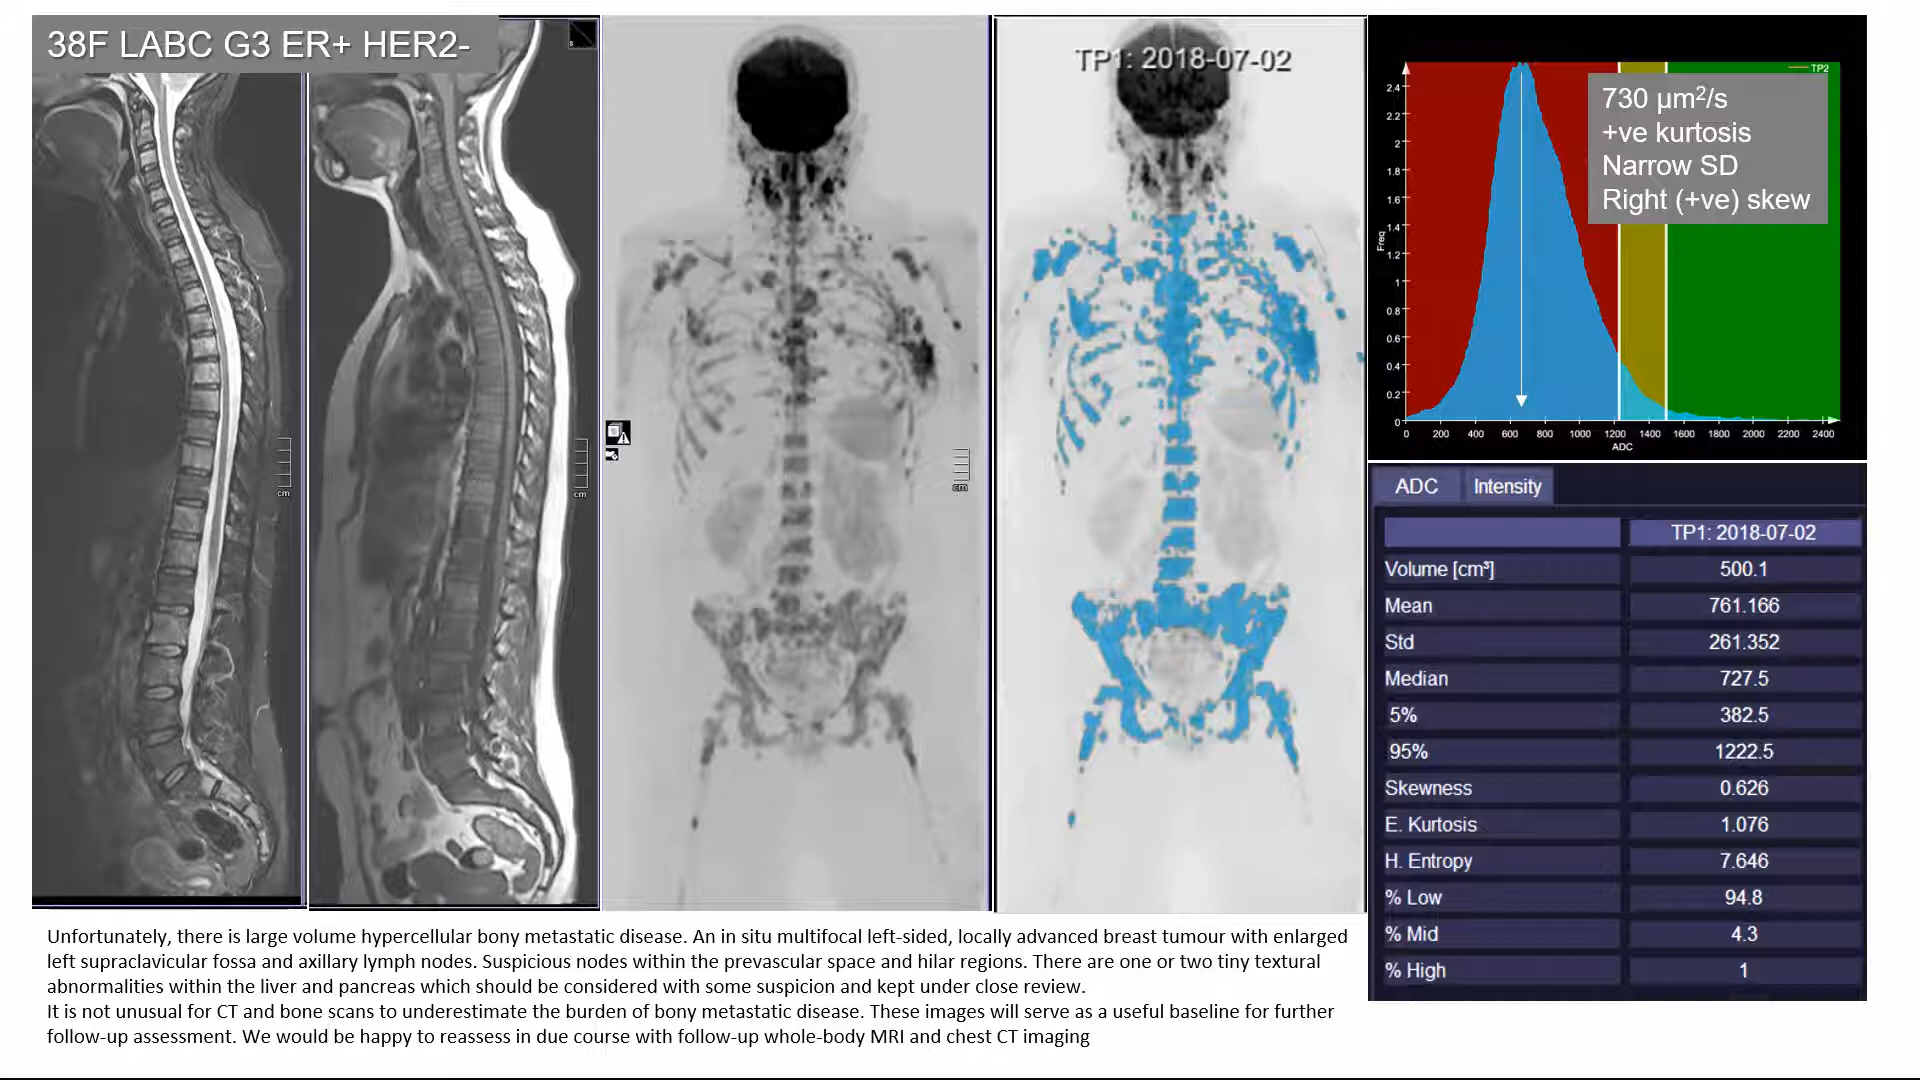 38F LABC G3 ER+ HER2-
TP1: 2018-07-02
cm
cm
cm
TP2
730 µm²/s
+ve kurtosis
Narrow SD
Right (+ve) skew
Freq
2.4
2.2
2
1.8
1.6
1.4
1.2
1
0.8
0.6
0.4
0.2
0
0 200 400 600 800 1000 1200 1400 1600 1800 2000 2200 2400
ADC
ADC Intensity
TP1: 2018-07-02
Volume [cm³] 500.1
Mean 761.166
Std 261.352
Median 727.5
5% 382.5
95% 1222.5
Skewness 0.626
E. Kurtosis 1.076
H. Entropy 7.646
% Low 94.8
% Mid 4.3
% High 1
Unfortunately, there is large volume hypercellular bony metastatic disease. An in situ multifocal left-sided, locally advanced breast tumour with enlarged
left supraclavicular fossa and axillary lymph nodes. Suspicious nodes within the prevascular space and hilar regions. There are one or two tiny textural
abnormalities within the liver and pancreas which should be considered with some suspicion and kept under close review.
It is not unusual for CT and bone scans to underestimate the burden of bony metastatic disease. These images will serve as a useful baseline for further
follow-up assessment. We would be happy to reassess in due course with follow-up whole-body MRI and chest CT imaging